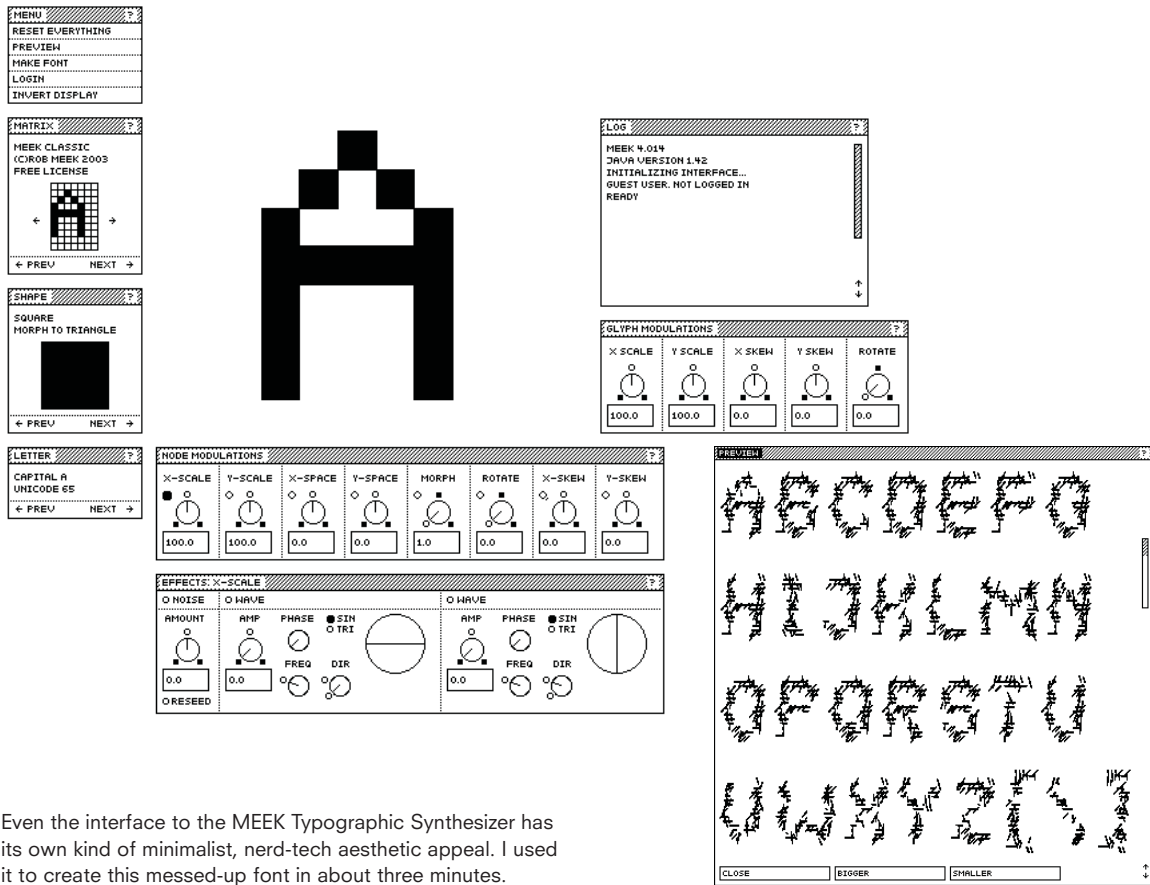 MENU ?
RESET EVERYTHING
PREVIEW
MAKE FONT
LOGIN
INVERT DISPLAY
MATRIX ?
MEEK CLASSIC
(C)ROB MEEK 2003
FREE LICENSE
← →
← PREV NEXT →
SHAPE ?
SQUARE
MORPH TO TRIANGLE
← PREV NEXT →
LETTER ?
CAPITAL A
UNICODE 65
← PREV NEXT →
A
LOG ?
MEEK 4.014
JAVA VERSION 1.42
INITIALIZING INTERFACE...
GUEST USER. NOT LOGGED IN
READY
GLYPH MODULATIONS ?
X SCALE Y SCALE X SKEW Y SKEW ROTATE
100.0 100.0 0.0 0.0 0.0
NODE MODULATIONS ?
X-SCALE Y-SCALE X-SPACE Y-SPACE MORPH ROTATE X-SKEW Y-SKEW
100.0 100.0 0.0 0.0 1.0 0.0 0.0 0.0
EFFECTS: X-SCALE ?
NOISE WAVE WAVE
AMOUNT AMP PHASE SIN AMP PHASE SIN
TRI TRI
FREQ DIR FREQ DIR
0.0 0.0 0.0
RESEED
PREVIEW ?
A B C D E F G
H I J K L M N
O P Q R S T U
V W X Y Z [ \ ]
CLOSE BIGGER SMALLER
Even the interface to the MEEK Typographic Synthesizer has
its own kind of minimalist, nerd-tech aesthetic appeal. I used
it to create this messed-up font in about three minutes.